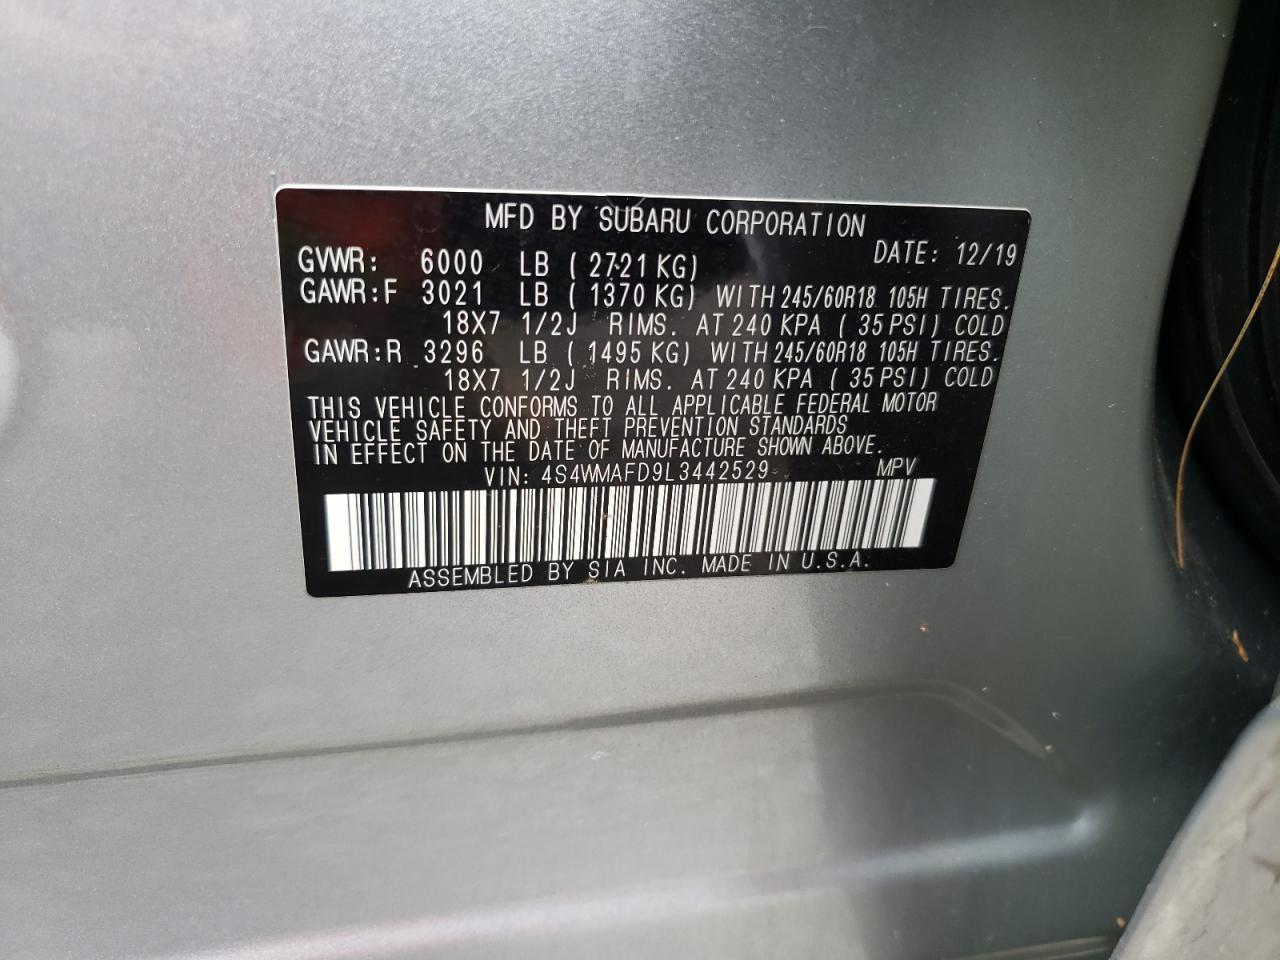 MFD BY SUBARU CORPORATION
DATE: 12/19
GVWR: 6000 LB ( 2721 KG)
GAWR:F 3021 LB ( 1370 KG) WITH 245/60R18 105H TIRES.
18X7 1/2J RIMS. AT 240 KPA ( 35 PSI) COLD
GAWR:R 3296 LB ( 1495 KG) WITH 245/60R18 105H TIRES.
18X7 1/2J RIMS. AT 240 KPA ( 35 PSI) COLD
THIS VEHICLE CONFORMS TO ALL APPLICABLE FEDERAL MOTOR
VEHICLE SAFETY AND THEFT PREVENTION STANDARDS
IN EFFECT ON THE DATE OF MANUFACTURE SHOWN ABOVE.
VIN: 4S4WMAFD9L3442529 MPV
ASSEMBLED BY SIA INC. MADE IN U.S.A.